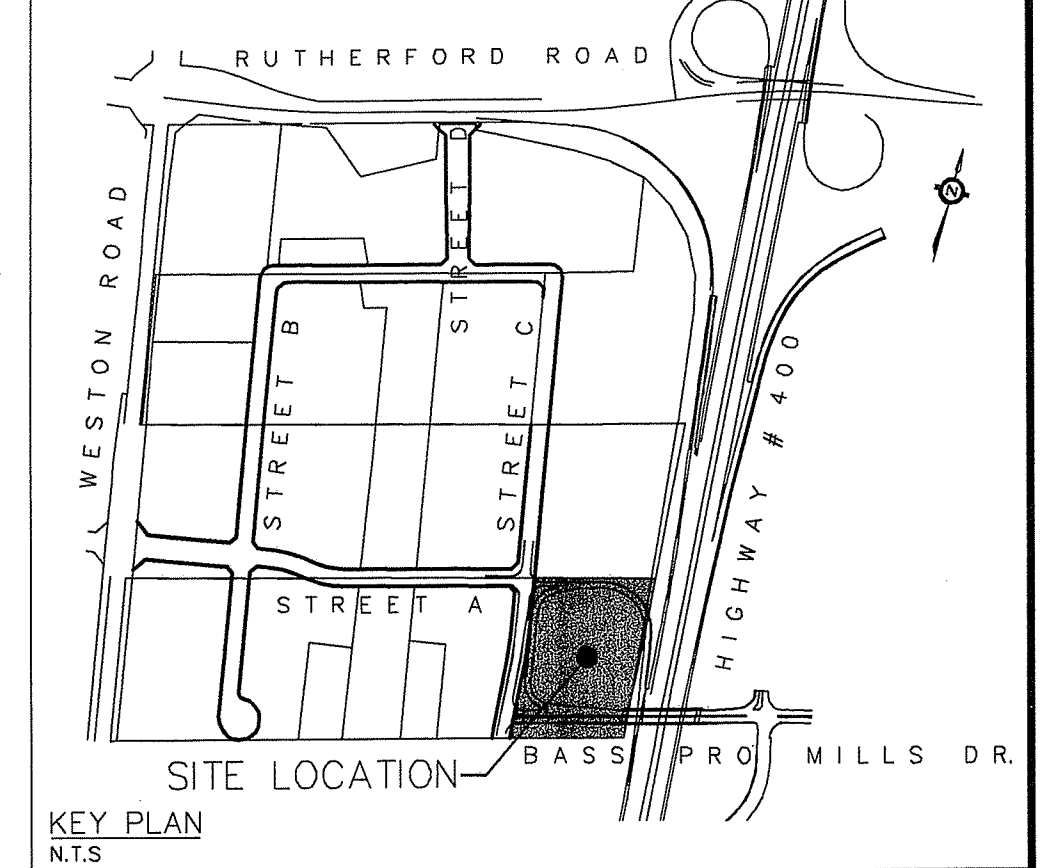 RUTHERFORD ROAD
STREET D
N
WESTON ROAD
STREET B
STREET C
HIGHWAY # 400
STREET A
BASS PRO MILLS DR.
SITE LOCATION
KEY PLAN
N.T.S